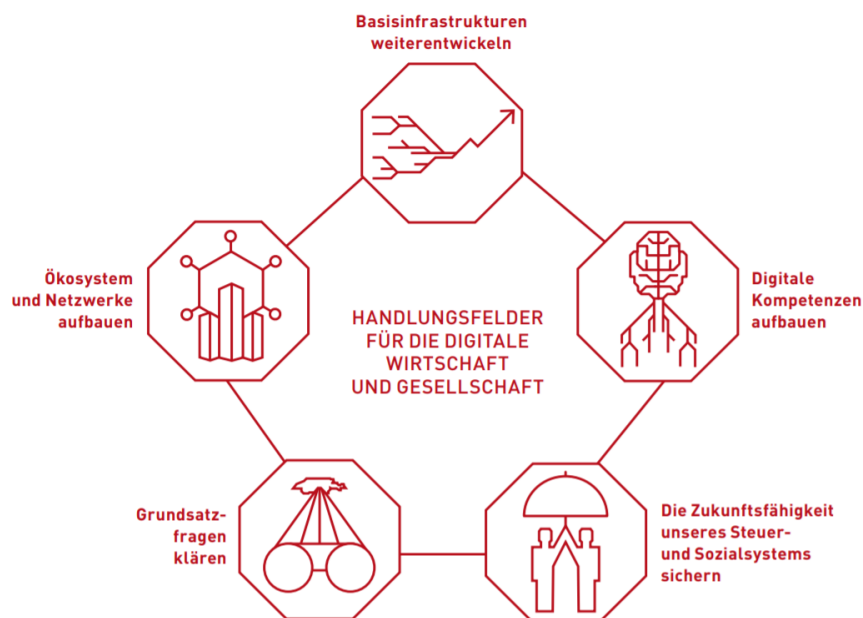 Basisinfrastrukturen
weiterentwickeln
Ökosystem
und Netzwerke
aufbauen
Digitale
Kompetenzen
aufbauen
HANDLUNGSFELDER
FÜR DIE DIGITALE
WIRTSCHAFT
UND GESELLSCHAFT
Grundsatz-
fragen
klären
Die Zukunftsfähigkeit
unseres Steuer-
und Sozialsystems
sichern